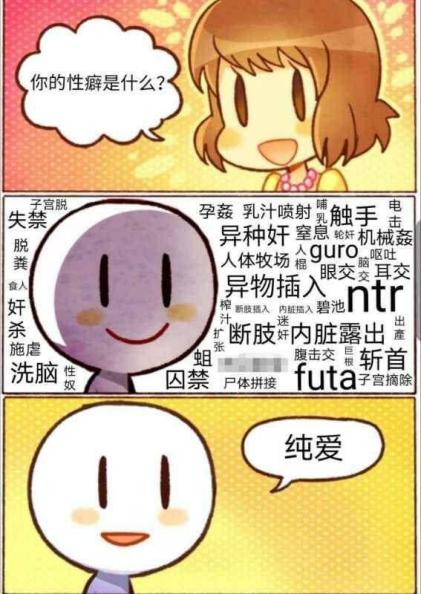 你的性癖是什么？
子宫脱
失禁
脱粪
食人
奸杀
施虐
洗脑
性奴
孕姦 乳汁喷射 哺乳 触手 电击
异种奸 窒息 轮奸 机械姦
人体牧场 人棍 guro 脑交 呕吐
眼交 耳交
异物插入 ntr
榨汁 断肢插入 内脏插入 碧池
扩张 断肢 迷奸 内脏露出 出產
蛆 腹击交 巨根 斩首
囚禁 尸体拼接 futa 子宫摘除
纯爱